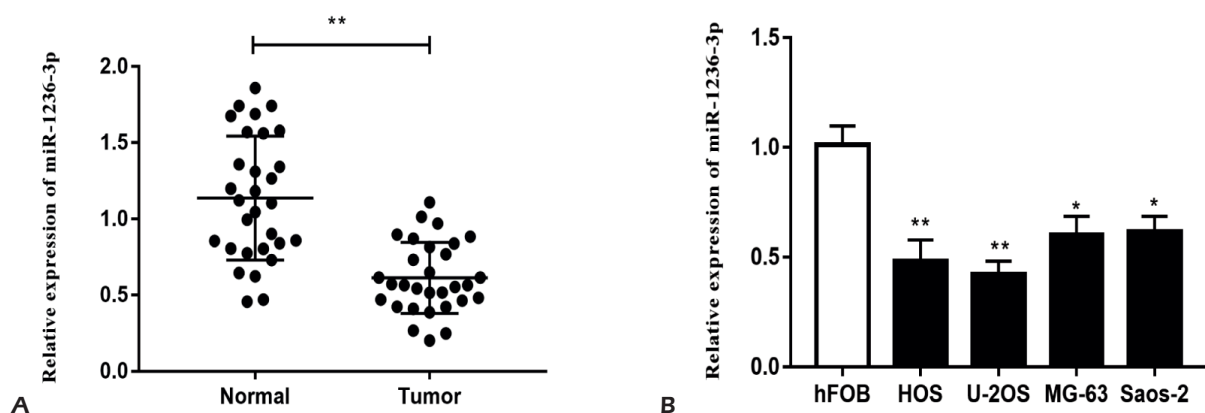 **
Relative expression of miR-1236-3p
2.0
1.5
1.0
0.5
0.0
Normal Tumor
A
Relative expression of miR-1236-3p
1.5
1.0
0.5
0.0
** ** * *
hFOB HOS U-2OS MG-63 Saos-2
B